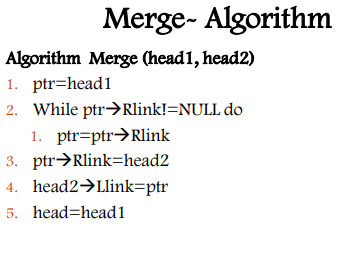 Merge- Algorithm
Algorithm Merge (head1, head2)
1. ptr=head1
2. While ptr→Rlink!=NULL do
1. ptr=ptr→Rlink
3. ptr→Rlink=head2
4. head2→Llink=ptr
5. head=head1